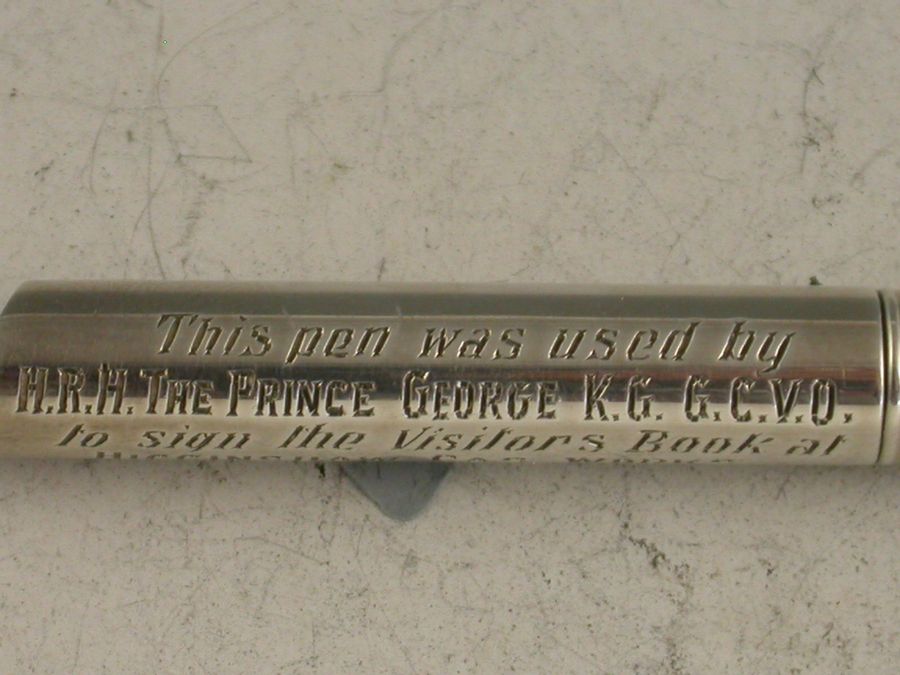 This pen was used by
H.R.H. THE PRINCE GEORGE K.G. G.C.V.O.
to sign the Visitors Book at